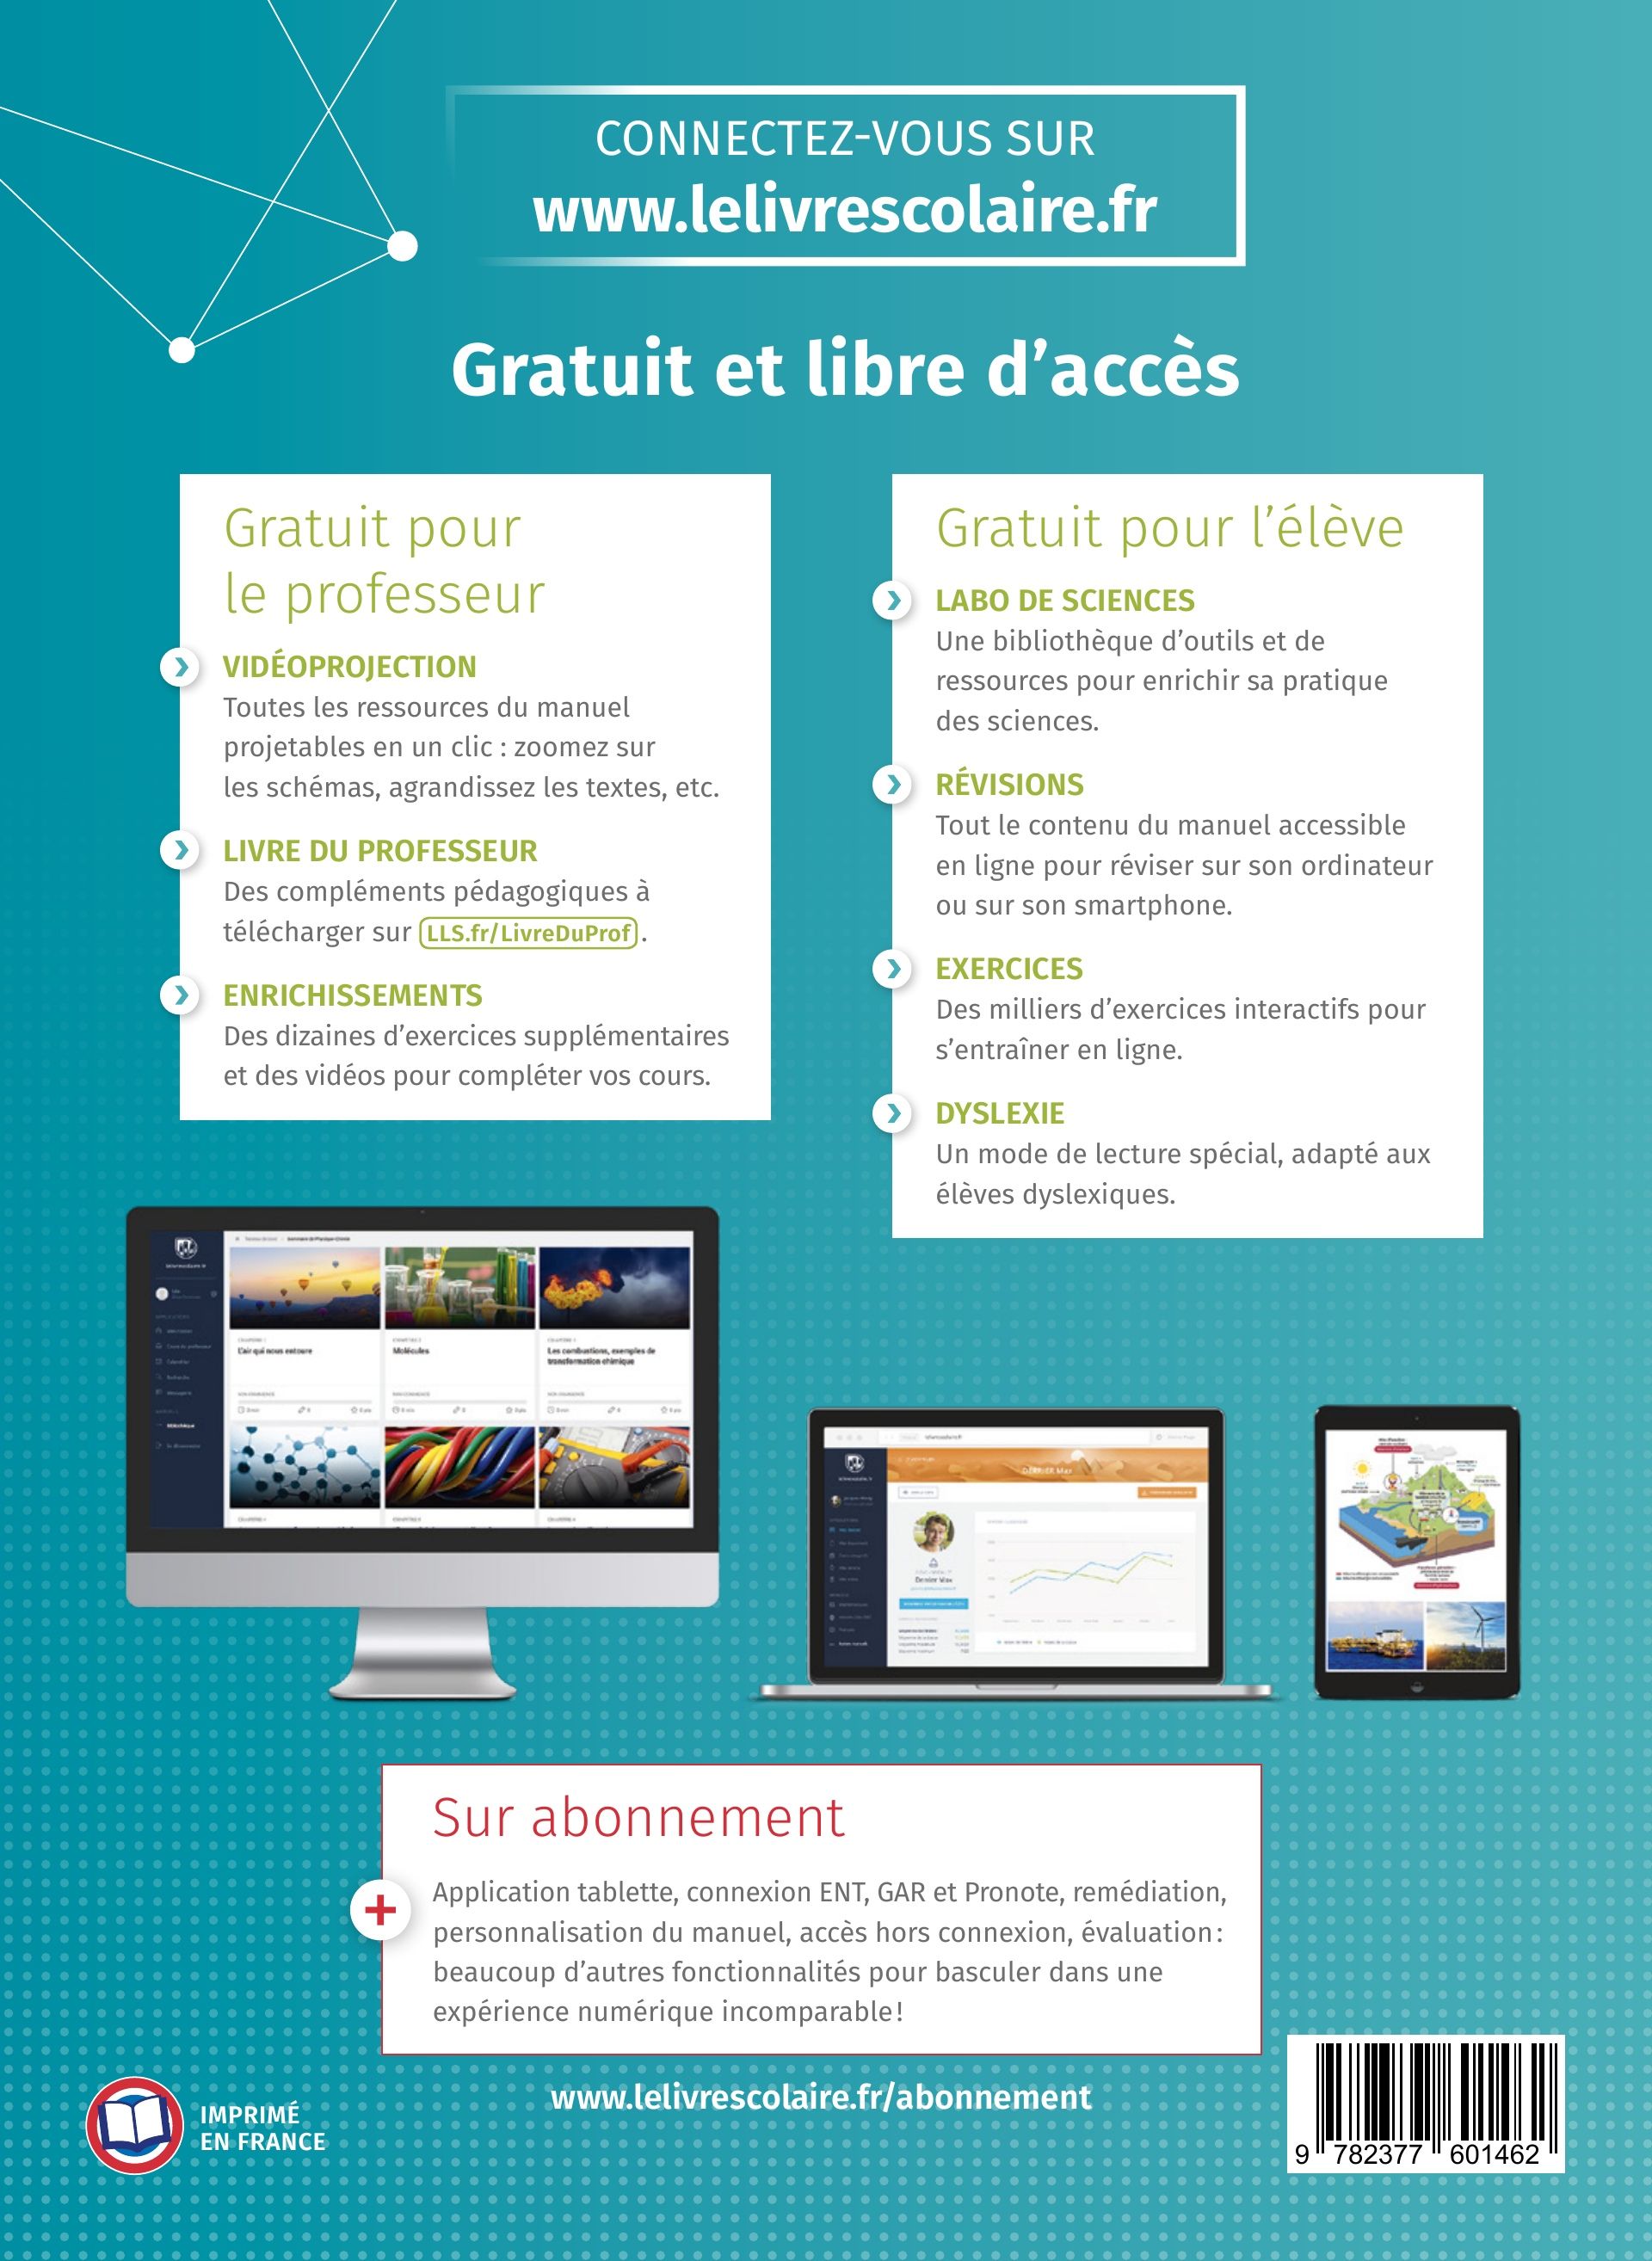 CONNECTEZ-VOUS SUR
www.lelivrescolaire.fr
Gratuit et libre d’accès
Gratuit pour
le professeur
VIDÉOPROJECTION
Toutes les ressources du manuel
projetables en un clic : zoomez sur
les schémas, agrandissez les textes, etc.
LIVRE DU PROFESSEUR
Des compléments pédagogiques à
télécharger sur LLS.fr/LivreDuProf.
ENRICHISSEMENTS
Des dizaines d’exercices supplémentaires
et des vidéos pour compléter vos cours.
Gratuit pour l’élève
LABO DE SCIENCES
Une bibliothèque d’outils et de
ressources pour enrichir sa pratique
des sciences.
RÉVISIONS
Tout le contenu du manuel accessible
en ligne pour réviser sur son ordinateur
ou sur son smartphone.
EXERCICES
Des milliers d’exercices interactifs pour
s’entraîner en ligne.
DYSLEXIE
Un mode de lecture spécial, adapté aux
élèves dyslexiques.
L'air qui nous entoure
Molécules
Les combustions, exemples de
transformation chimique
DERRIER Max
Sur abonnement
Application tablette, connexion ENT, GAR et Pronote, remédiation,
personnalisation du manuel, accès hors connexion, évaluation :
beaucoup d’autres fonctionnalités pour basculer dans une
expérience numérique incomparable !
www.lelivrescolaire.fr/abonnement
IMPRIMÉ
EN FRANCE
9 782377 601462